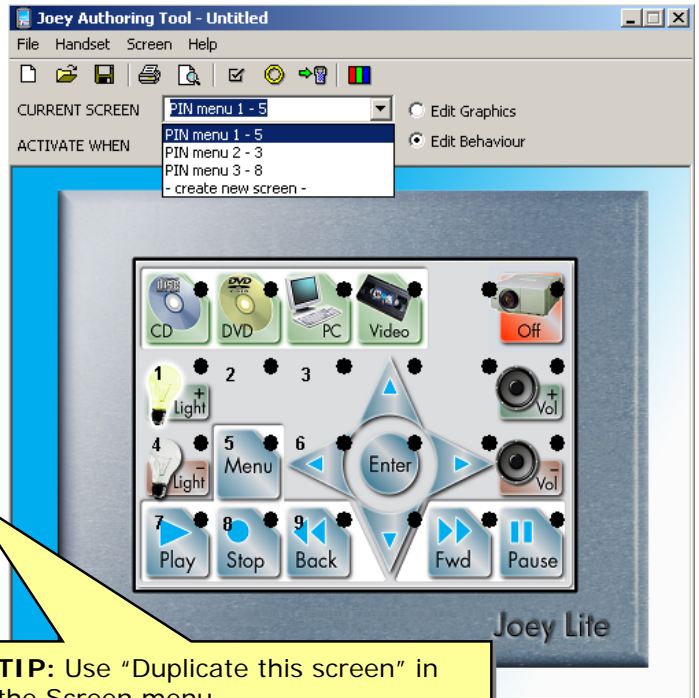 Joey Authoring Tool - Untitled
File Handset Screen Help
CURRENT SCREEN PIN menu 1 - 5 Edit Graphics
ACTIVATE WHEN PIN menu 1 - 5 Edit Behaviour
PIN menu 2 - 3
PIN menu 3 - 8
- create new screen -
DISC DVD
CD DVD PC Video Off
1 2 3
+ Light + Vol
4 5 6
- Light Menu Enter - Vol
7 8 9
Play Stop Back Fwd Pause
Joey Lite
TIP: Use “Duplicate this screen” in
the Screen menu